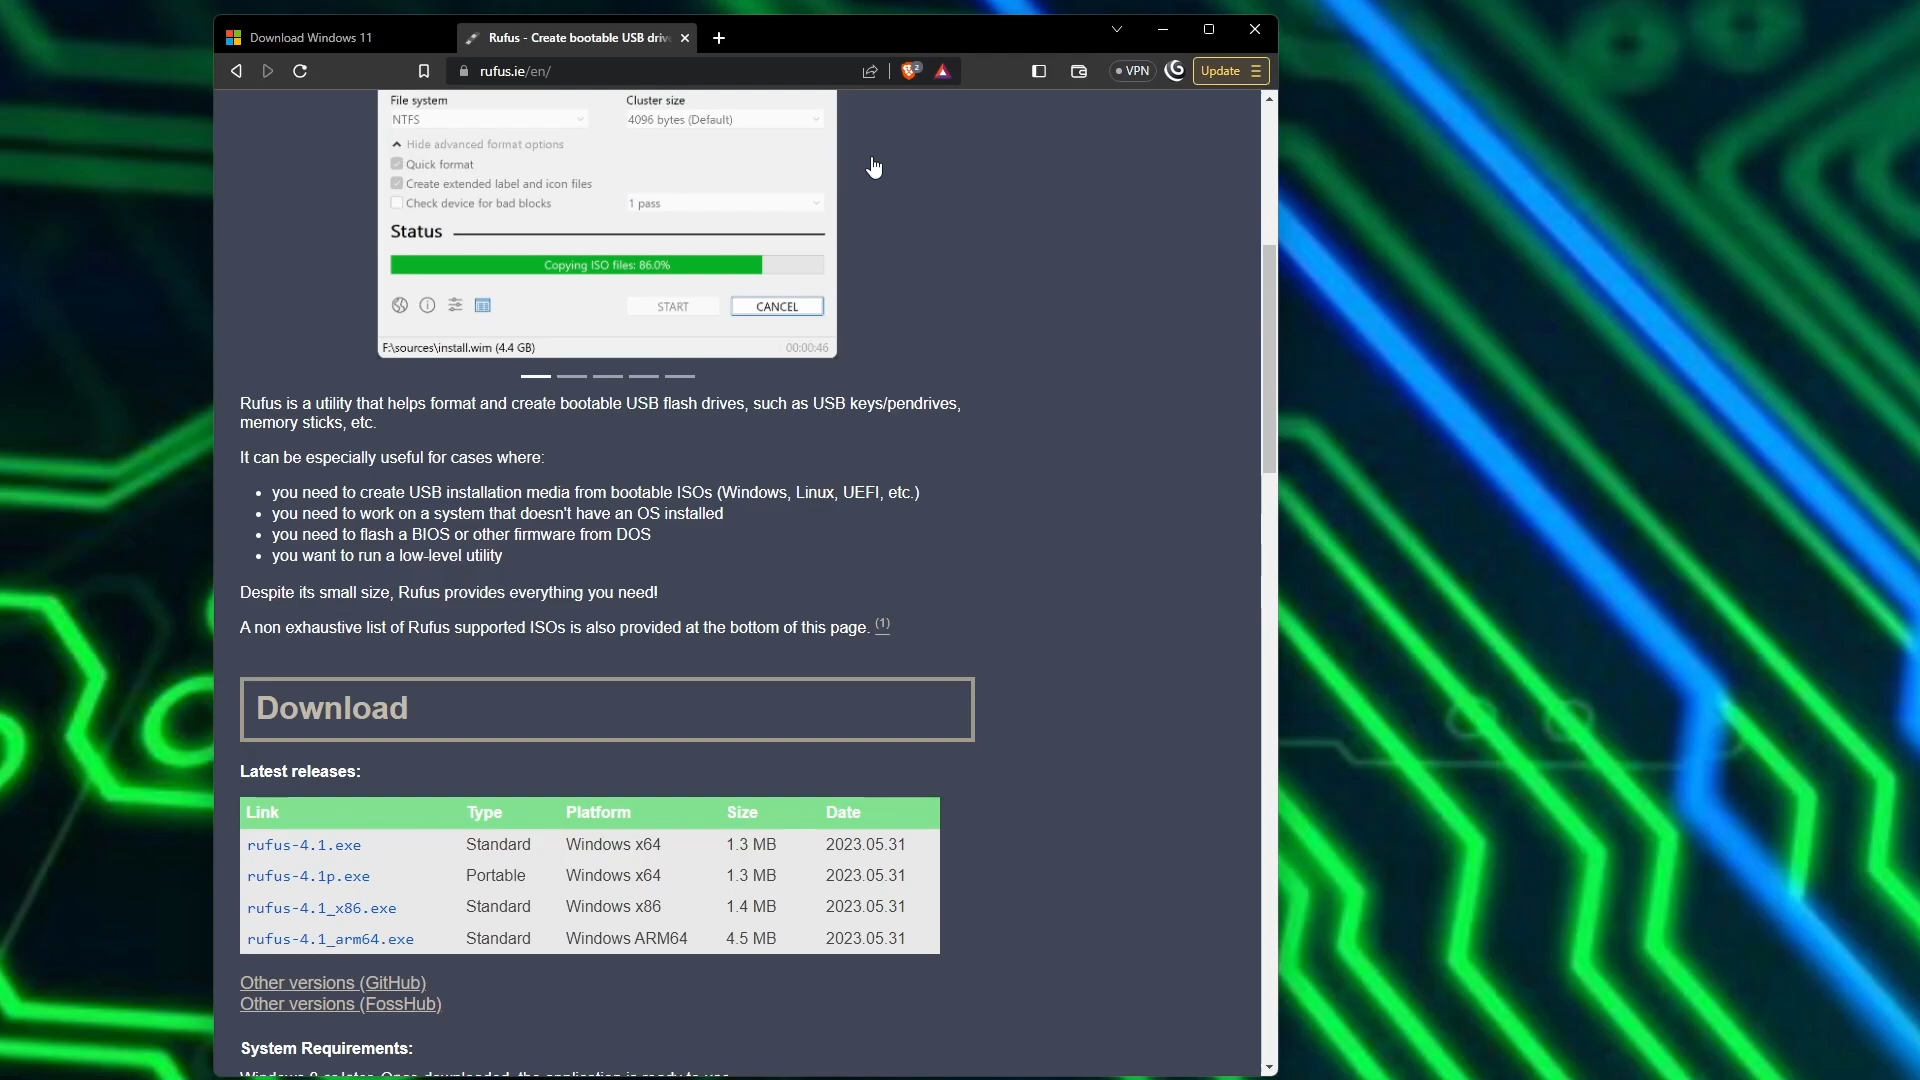 Download Windows 11
Rufus - Create bootable USB driv
rufus.ie/en/
2
VPN
Update
File system
Cluster size
NTFS
4096 bytes (Default)
Hide advanced format options
Quick format
Create extended label and icon files
Check device for bad blocks
1 pass
Status
Copying ISO files: 86.0%
START
CANCEL
F:\sources\install.wim (4.4 GB)
00:00:46
Rufus is a utility that helps format and create bootable USB flash drives, such as USB keys/pendrives,
memory sticks, etc.
It can be especially useful for cases where:
• you need to create USB installation media from bootable ISOs (Windows, Linux, UEFI, etc.)
• you need to work on a system that doesn't have an OS installed
• you need to flash a BIOS or other firmware from DOS
• you want to run a low-level utility
Despite its small size, Rufus provides everything you need!
A non exhaustive list of Rufus supported ISOs is also provided at the bottom of this page. (1)
Download
Latest releases:
Link Type Platform Size Date
rufus-4.1.exe Standard Windows x64 1.3 MB 2023.05.31
rufus-4.1p.exe Portable Windows x64 1.3 MB 2023.05.31
rufus-4.1_x86.exe Standard Windows x86 1.4 MB 2023.05.31
rufus-4.1_arm64.exe Standard Windows ARM64 4.5 MB 2023.05.31
Other versions (GitHub)
Other versions (FossHub)
System Requirements: